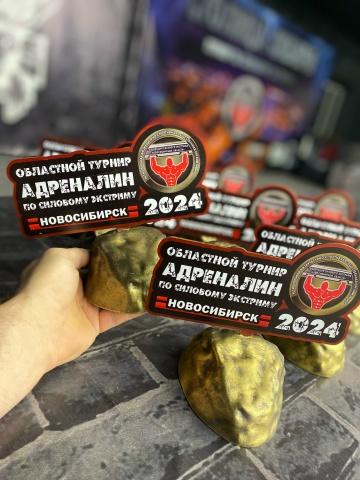 ОБЛАСТНОЙ ТУРНИР
АДРЕНАЛИН
ПО СИЛОВОМУ ЭКСТРИМУ
НОВОСИБИРСК
2024
ОБЛАСТНОЙ ТУРНИР
АДРЕНАЛИН
ПО СИЛОВОМУ ЭКСТРИМУ
НОВОСИБИРСК
2024